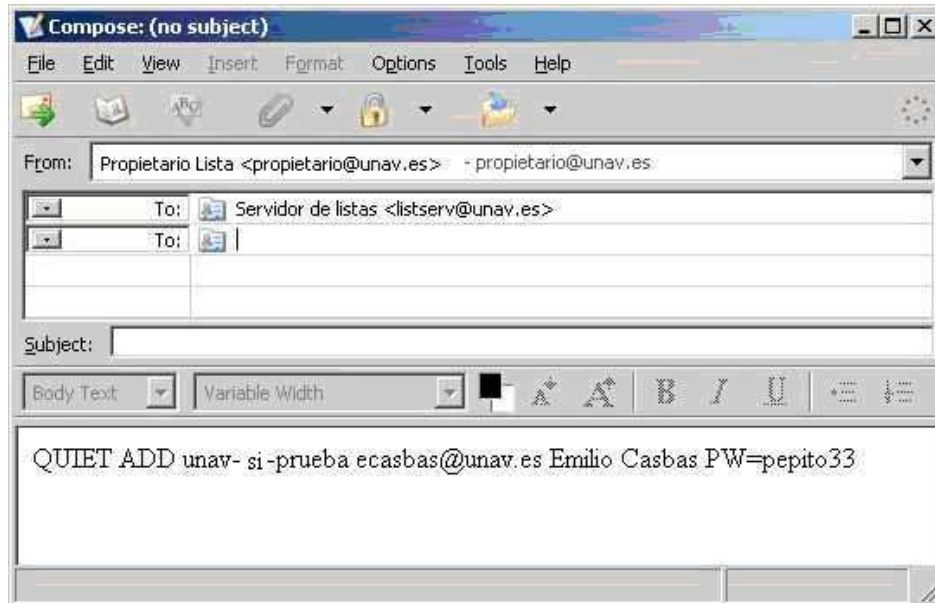 Compose: (no subject)
File Edit View Insert Format Options Tools Help
From: Propietario Lista <propietario@unav.es> - propietario@unav.es
To: Servidor de listas <listserv@unav.es>
To:
Subject:
Body Text Variable Width
QUIET ADD unav- si -prueba ecasbas@unav.es Emilio Casbas PW=pepito33